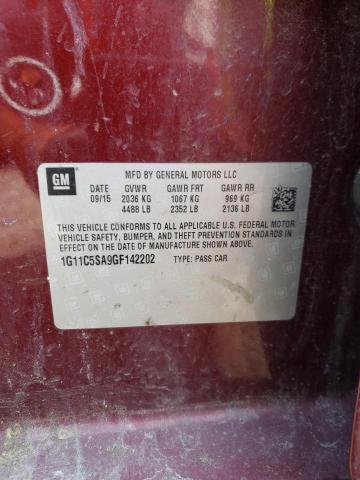 GM
MFD BY GENERAL MOTORS LLC
DATE GVWR GAWR FRT GAWR RR
09/15 2036 KG 1067 KG 969 KG
4488 LB 2352 LB 2136 LB
THIS VEHICLE CONFORMS TO ALL APPLICABLE U.S. FEDERAL MOTOR
VEHICLE SAFETY, BUMPER, AND THEFT PREVENTION STANDARDS
IN EFFECT ON THE DATE OF MANUFACTURE SHOWN ABOVE.
1G11C5SA9GF142202 TYPE: PASS CAR